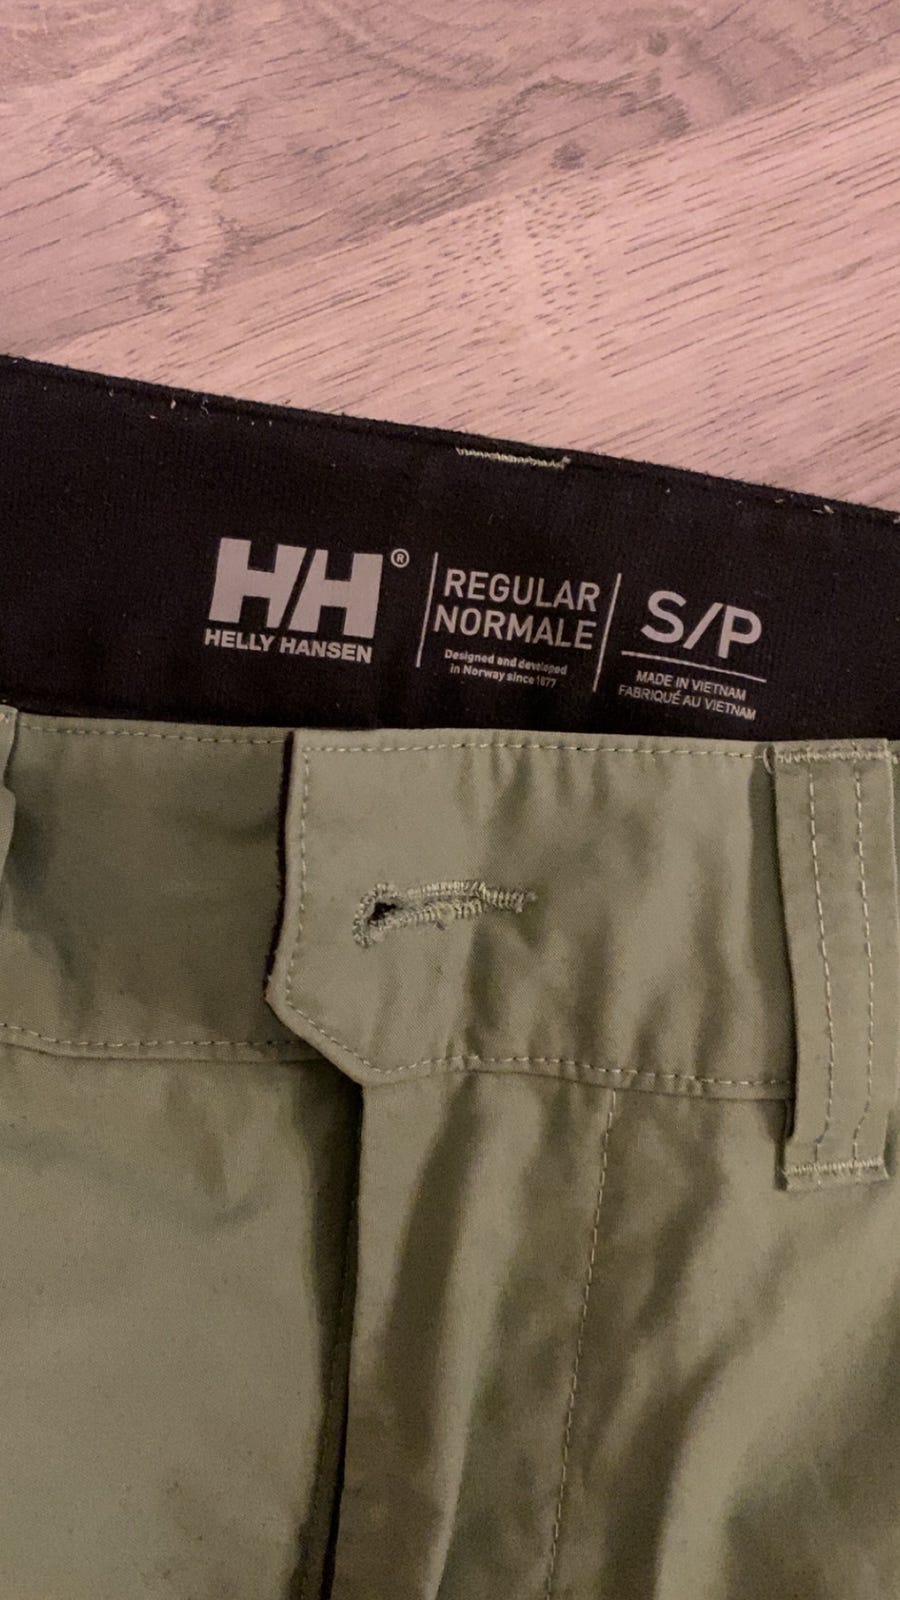 HH®
HELLY HANSEN
REGULAR
NORMALE
Designed and developed
in Norway since 1877
S/P
MADE IN VIETNAM
FABRIQUÉ AU VIETNAM